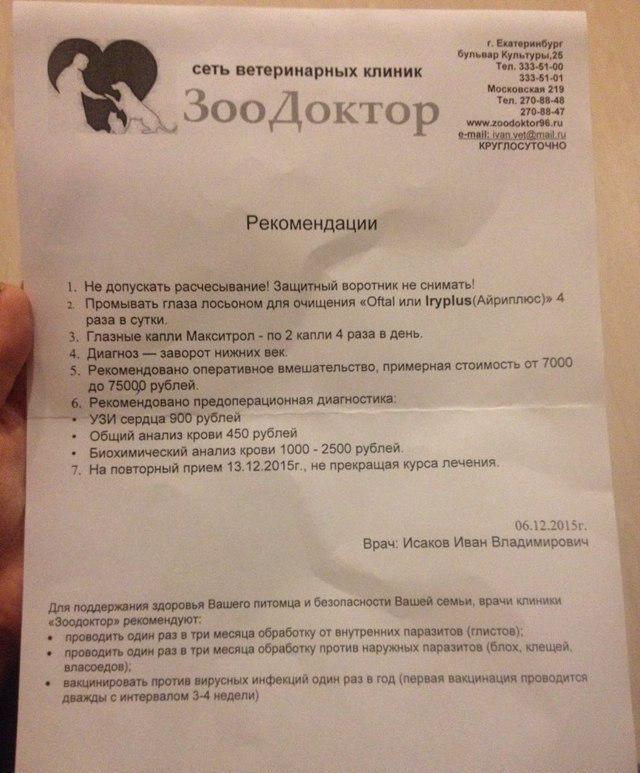 г. Екатеринбург
бульвар Культуры,25
Тел. 333-51-00
333-51-01
Московская 219
Тел. 270-88-48
270-88-47
www.zoodoktor96.ru
e-mail: ivan.vet@mail.ru
КРУГЛОСУТОЧНО
сеть ветеринарных клиник
ЗооДоктор
Рекомендации
1. Не допускать расчесывание! Защитный воротник не снимать!
2. Промывать глаза лосьоном для очищения «Oftal или Iryplus(Айриплюс)» 4
раза в сутки.
3. Глазные капли Макситрол - по 2 капли 4 раза в день.
4. Диагноз — заворот нижних век.
5. Рекомендовано оперативное вмешательство, примерная стоимость от 7000
до 75000 рублей.
6. Рекомендовано предоперационная диагностика:
• УЗИ сердца 900 рублей
• Общий анализ крови 450 рублей
• Биохимический анализ крови 1000 - 2500 рублей.
7. На повторный прием 13.12.2015г., не прекращая курса лечения.
06.12.2015г.
Врач: Исаков Иван Владимирович
Для поддержания здоровья Вашего питомца и безопасности Вашей семьи, врачи клиники
«Зоодоктор» рекомендуют:
• проводить один раз в три месяца обработку от внутренних паразитов (глистов);
• проводить один раз в три месяца обработку против наружных паразитов (блох, клещей,
власоедов);
• вакцинировать против вирусных инфекций один раз в год (первая вакцинация проводится
дважды с интервалом 3-4 недели)